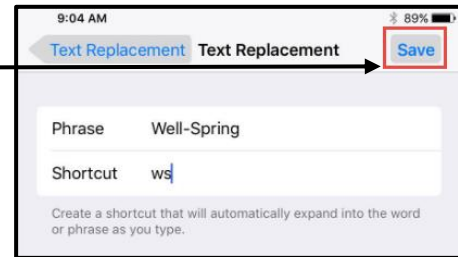 9:04 AM 89%
Text Replacement Text Replacement Save
Phrase Well-Spring
Shortcut ws
Create a shortcut that will automatically expand into the word
or phrase as you type.